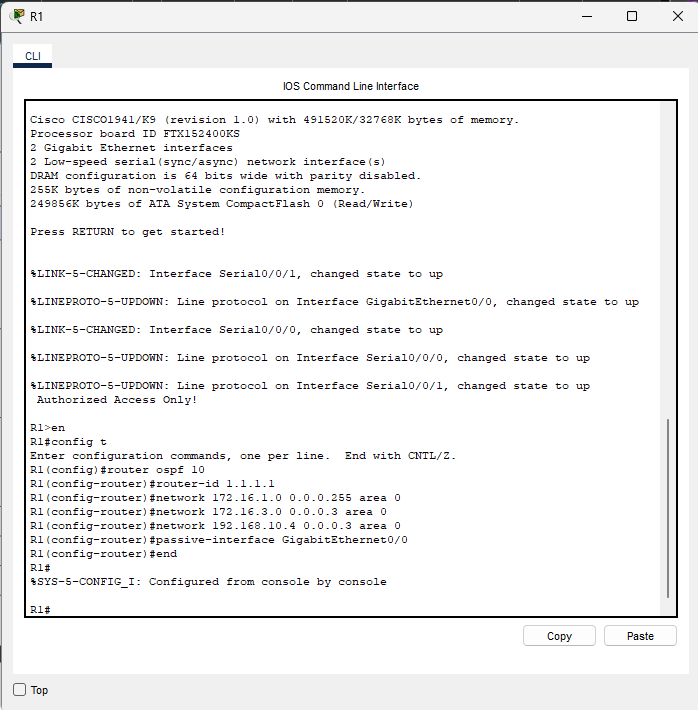 R1
CLI
IOS Command Line Interface
Cisco CISCO1941/K9 (revision 1.0) with 491520K/32768K bytes of memory.
Processor board ID FTX152400KS
2 Gigabit Ethernet interfaces
2 Low-speed serial(sync/async) network interface(s)
DRAM configuration is 64 bits wide with parity disabled.
255K bytes of non-volatile configuration memory.
249856K bytes of ATA System CompactFlash 0 (Read/Write)
Press RETURN to get started!
%LINK-5-CHANGED: Interface Serial0/0/1, changed state to up
%LINEPROTO-5-UPDOWN: Line protocol on Interface GigabitEthernet0/0, changed state to up
%LINK-5-CHANGED: Interface Serial0/0/0, changed state to up
%LINEPROTO-5-UPDOWN: Line protocol on Interface Serial0/0/0, changed state to up
%LINEPROTO-5-UPDOWN: Line protocol on Interface Serial0/0/1, changed state to up
Authorized Access Only!
R1>en
R1#config t
Enter configuration commands, one per line.  End with CNTL/Z.
R1(config)#router ospf 10
R1(config-router)#router-id 1.1.1.1
R1(config-router)#network 172.16.1.0 0.0.0.255 area 0
R1(config-router)#network 172.16.3.0 0.0.0.3 area 0
R1(config-router)#network 192.168.10.4 0.0.0.3 area 0
R1(config-router)#passive-interface GigabitEthernet0/0
R1(config-router)#end
R1#
%SYS-5-CONFIG_I: Configured from console by console
R1#
Copy
Paste
Top